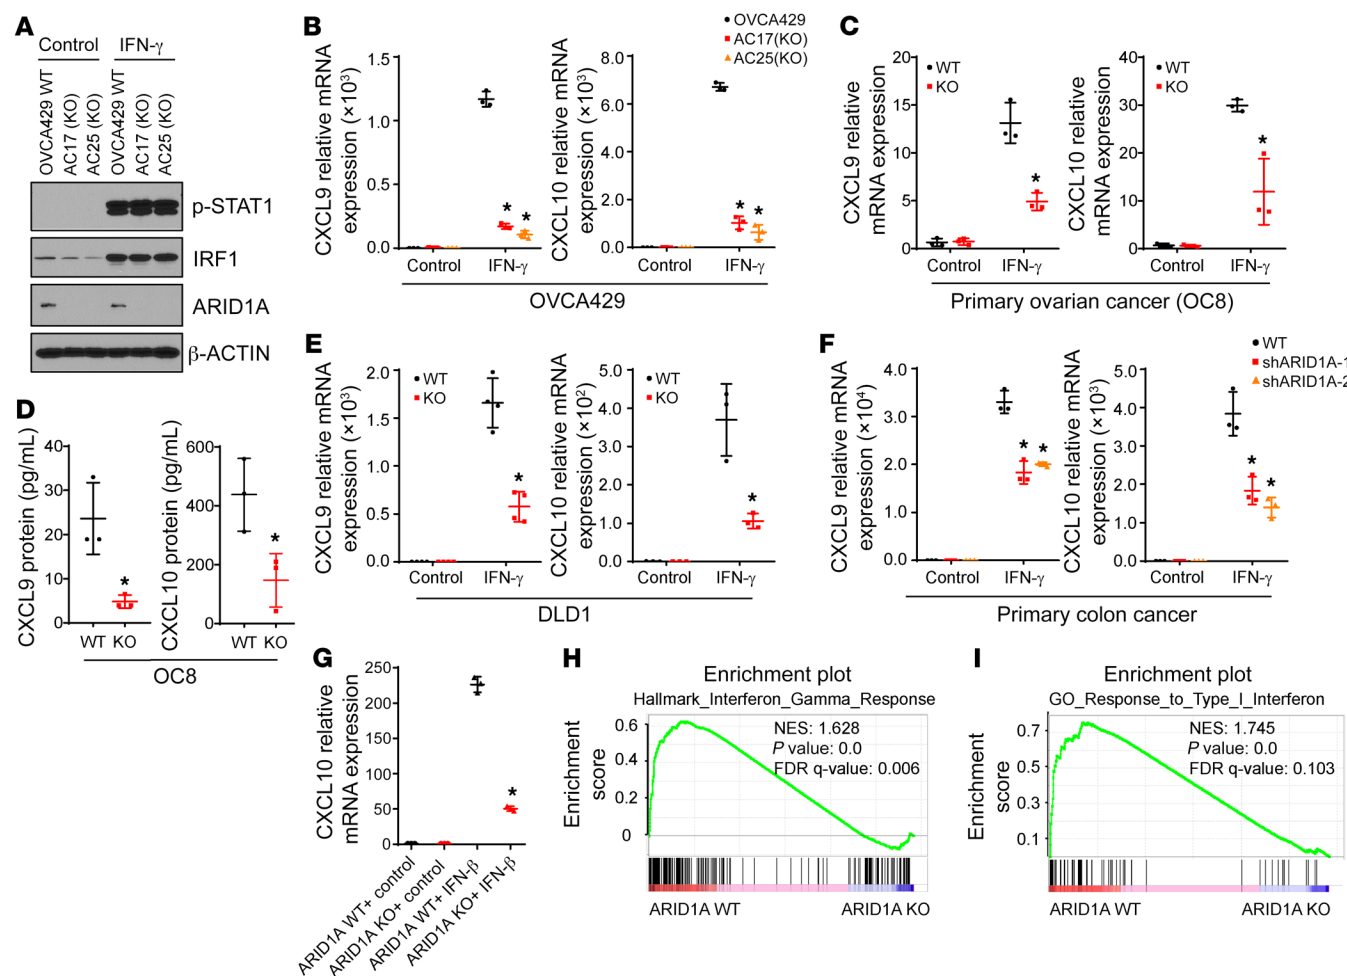 A
Control IFN-γ
OVCA429 WT
AC17 (KO)
AC25 (KO)
OVCA429 WT
AC17 (KO)
AC25 (KO)
p-STAT1
IRF1
ARID1A
β-ACTIN
B
OVCA429
AC17(KO)
AC25(KO)
CXCL9 relative mRNA
expression (×10³)
1.5
1.0
0.5
0.0
* *
Control IFN-γ
CXCL10 relative mRNA
expression (×10³)
8.0
6.0
4.0
2.0
0.0
* *
Control IFN-γ
OVCA429
C
WT
KO
CXCL9 relative
mRNA expression
20
15
10
5
0
*
Control IFN-γ
WT
KO
CXCL10 relative
mRNA expression
40
30
20
10
0
*
Control IFN-γ
Primary ovarian cancer (OC8)
D
CXCL9 protein (pg/mL)
40
30
20
10
0
*
WT KO
CXCL10 protein (pg/mL)
600
400
200
0
*
WT KO
OC8
E
WT
KO
CXCL9 relative mRNA
expression (×10³)
2.0
1.5
1.0
0.5
0.0
*
Control IFN-γ
WT
KO
CXCL10 relative mRNA
expression (×10²)
5.0
4.0
3.0
2.0
1.0
0.0
*
Control IFN-γ
DLD1
F
WT
shARID1A-1
shARID1A-2
CXCL9 relative mRNA
expression (×10⁴)
4.0
3.0
2.0
1.0
0.0
* *
Control IFN-γ
CXCL10 relative mRNA
expression (×10³)
5.0
4.0
3.0
2.0
1.0
0.0
* *
Control IFN-γ
Primary colon cancer
G
CXCL10 relative
mRNA expression
250
200
150
100
50
0
*
ARID1A WT+ control
ARID1A KO+ control
ARID1A WT+ IFN-β
ARID1A KO+ IFN-β
H
Enrichment plot
Hallmark_Interferon_Gamma_Response
NES: 1.628
P value: 0.0
FDR q-value: 0.006
Enrichment
score
0.6
0.4
0.2
0
ARID1A WT ARID1A KO
I
Enrichment plot
GO_Response_to_Type_I_Interferon
NES: 1.745
P value: 0.0
FDR q-value: 0.103
Enrichment
score
0.7
0.5
0.3
0.1
ARID1A WT ARID1A KO